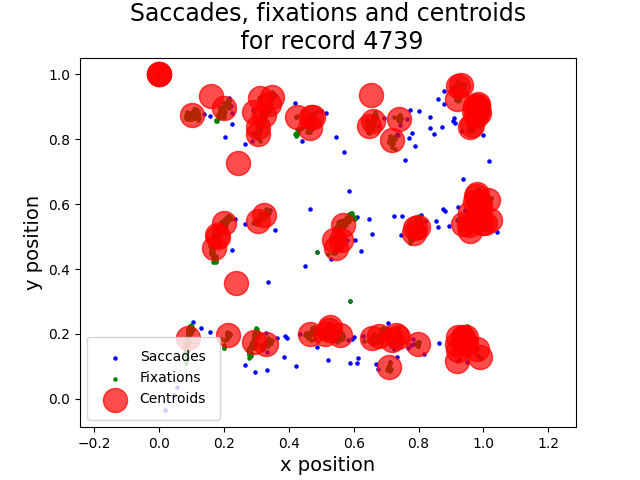 Saccades, fixations and centroids
for record 4739
1.0
0.8
0.6
0.4
0.2
0.0
y position
Saccades
Fixations
Centroids
−0.2
0.0
0.2
0.4
0.6
0.8
1.0
1.2
x position